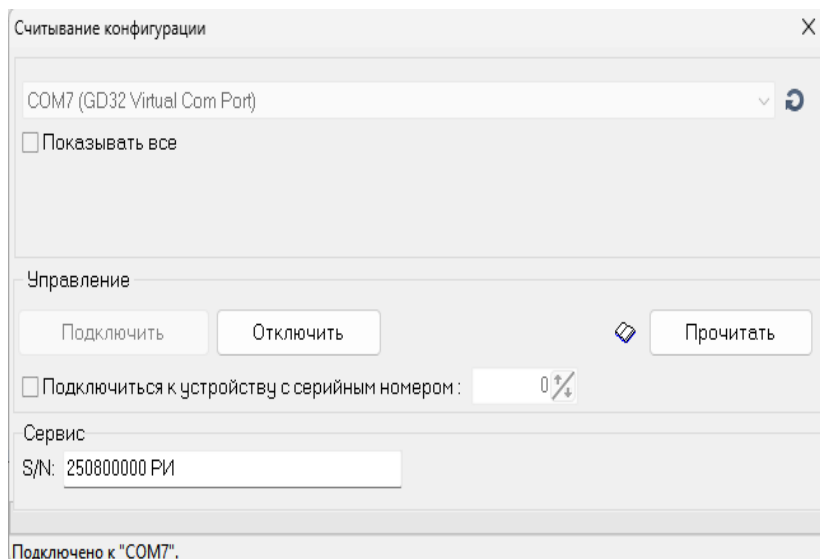 Считывание конфигурации
COM7 (GD32 Virtual Com Port)
Показывать все
Управление
Подключить Отключить Прочитать
Подключиться к устройству с серийным номером : 0
Сервис
S/N: 250800000 РИ
Подключено к "COM7".